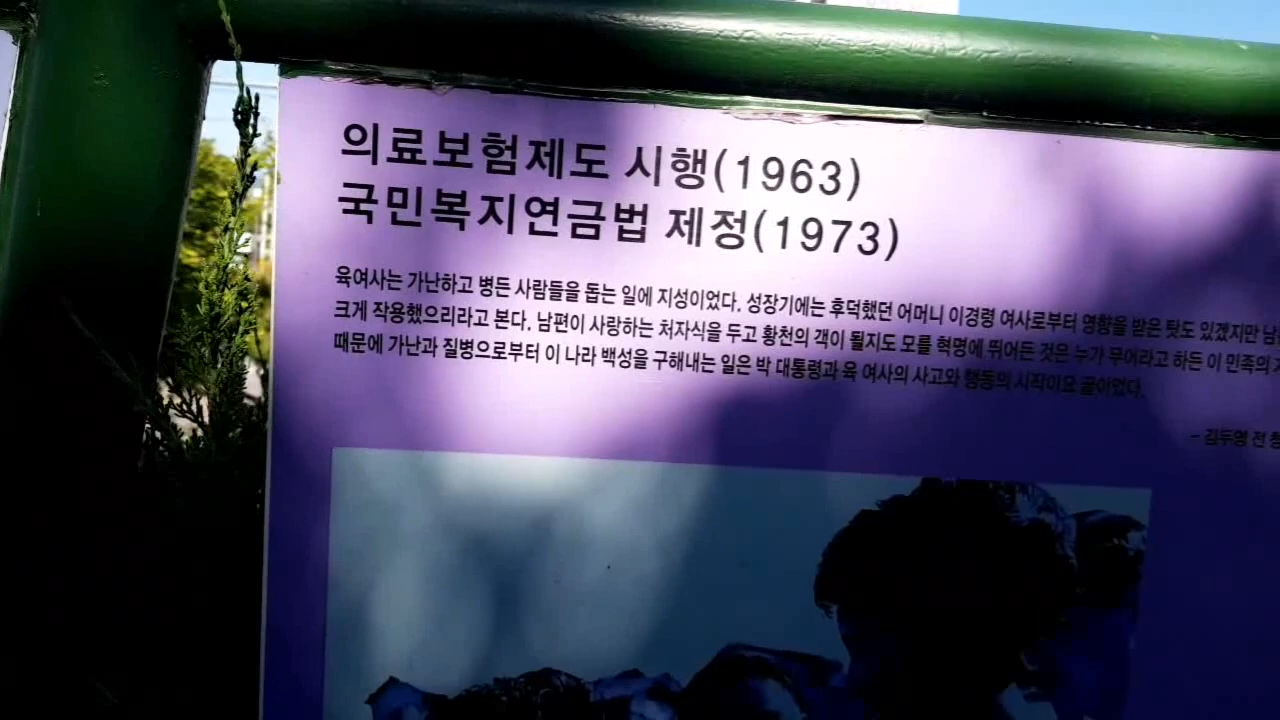 의료보험제도 시행(1963)
국민복지연금법 제정(1973)
육여사는 가난하고 병든 사람들을 돕는 일에 지성이었다. 성장기에는 후덕했던 어머니 이경령 여사로부터 영향을 받은 탓도 있겠지만
크게 작용했으리라고 본다. 남편이 사랑하는 처자식을 두고 황천의 객이 될지도 모를 혁명에 뛰어든 것은 누가 무어라고 하든 이 민족의
때문에 가난과 질병으로부터 이 나라 백성을 구해내는 일은 박 대통령과 육 여사의 사고와 행동의 시작이요 끝이었다.
- 김두영 전